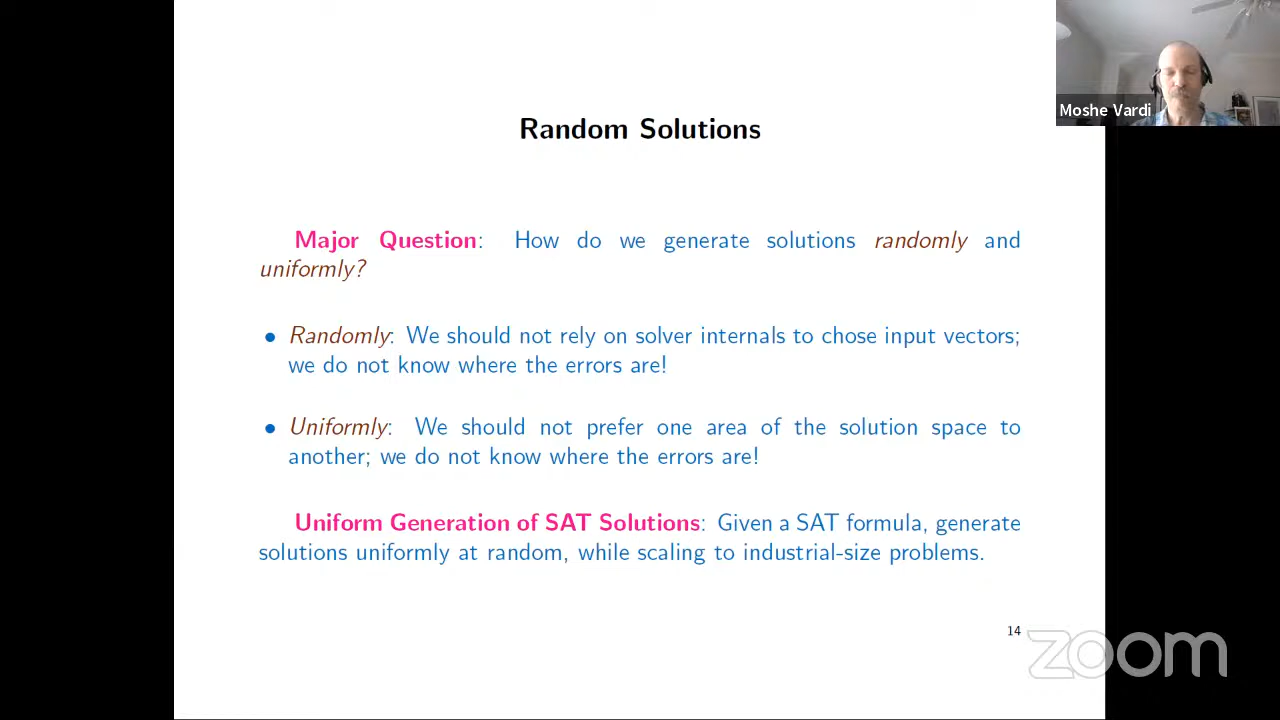 Moshe Vardi
Random Solutions
Major Question: How do we generate solutions randomly and
uniformly?
• Randomly: We should not rely on solver internals to chose input vectors;
we do not know where the errors are!
• Uniformly: We should not prefer one area of the solution space to
another; we do not know where the errors are!
Uniform Generation of SAT Solutions: Given a SAT formula, generate
solutions uniformly at random, while scaling to industrial-size problems.
14
zoom